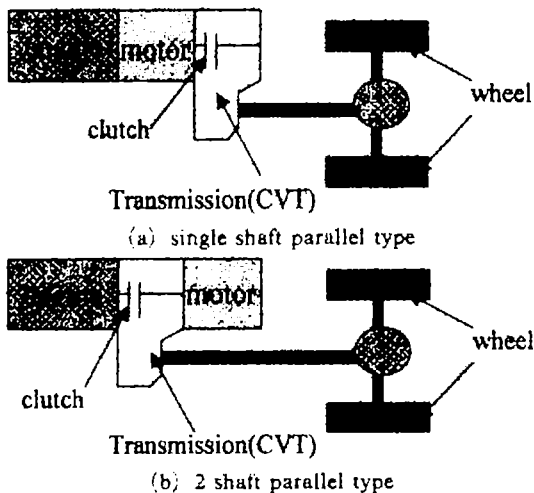 motor
clutch
wheel
Transmission(CVT)
(a) single shaft parallel type
motor
clutch
wheel
Transmission(CVT)
(b) 2 shaft parallel type